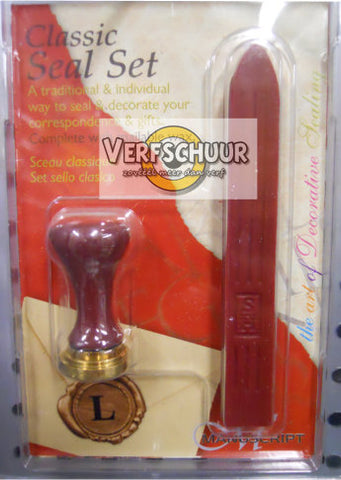 Classic
Seal Set
A traditional & individual
way to seal & decorate your
correspondence & gifts
Complete
VERFSCHUUR
zoveel meer dan verf
Sceau classique
Set sello clasico
the art of Decorative Sealing
L
MANUSCRIPT